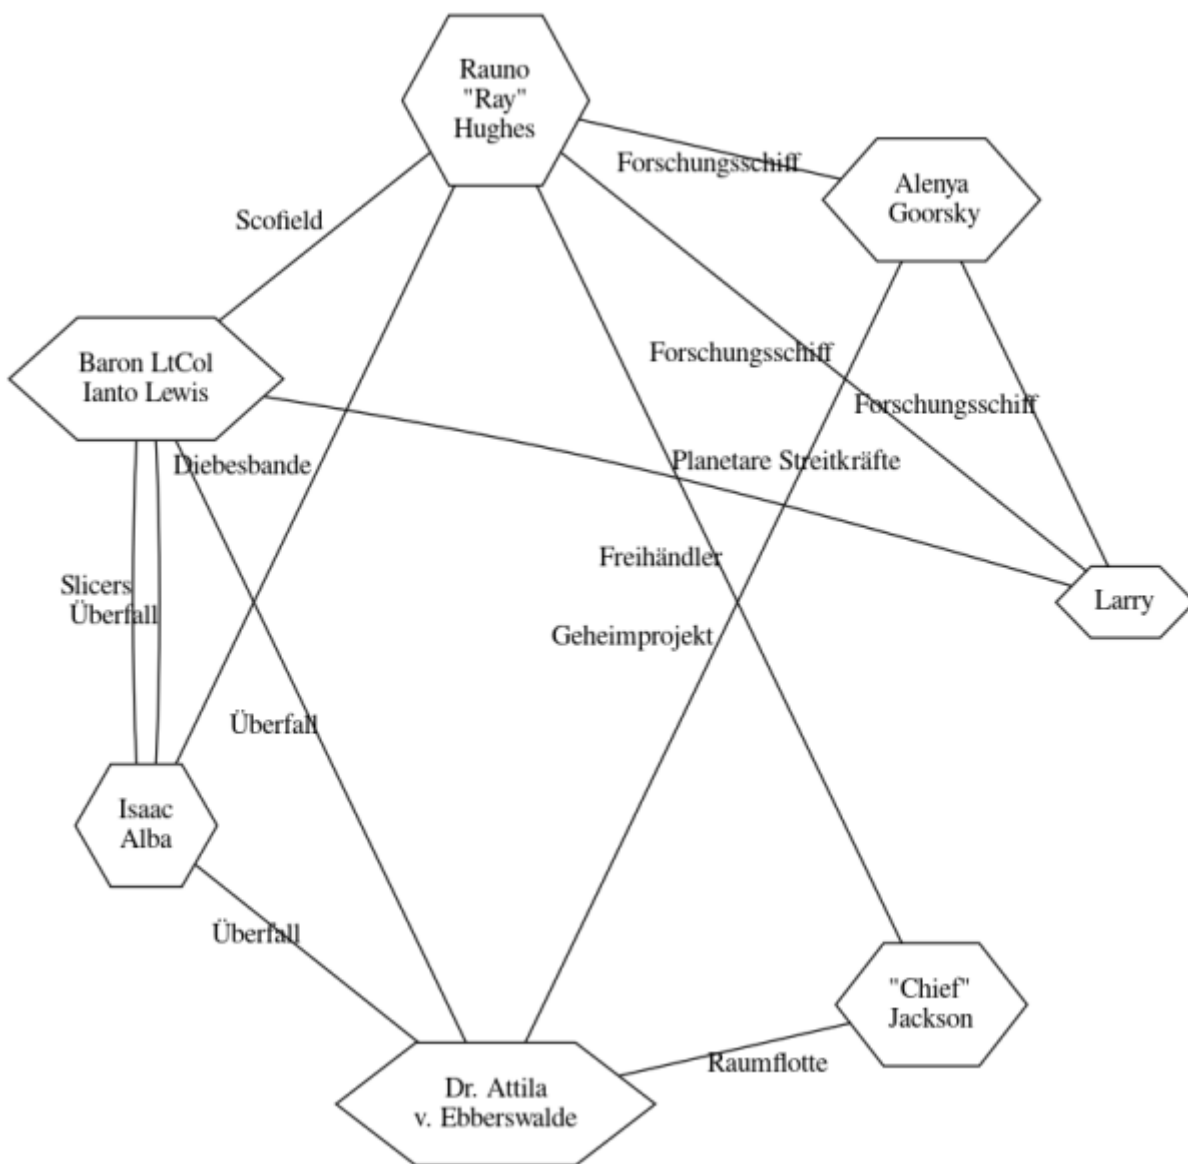 Rauno
"Ray"
Hughes
Forschungsschiff
Alenya
Goorsky
Scofield
Baron LtCol
Ianto Lewis
Forschungsschiff
Forschungsschiff
Diebesbande
Planetare Streitkräfte
Freihändler
Slicers
Überfall
Larry
Geheimprojekt
Überfall
Isaac
Alba
Überfall
"Chief"
Jackson
Raumflotte
Dr. Attila
v. Ebberswalde